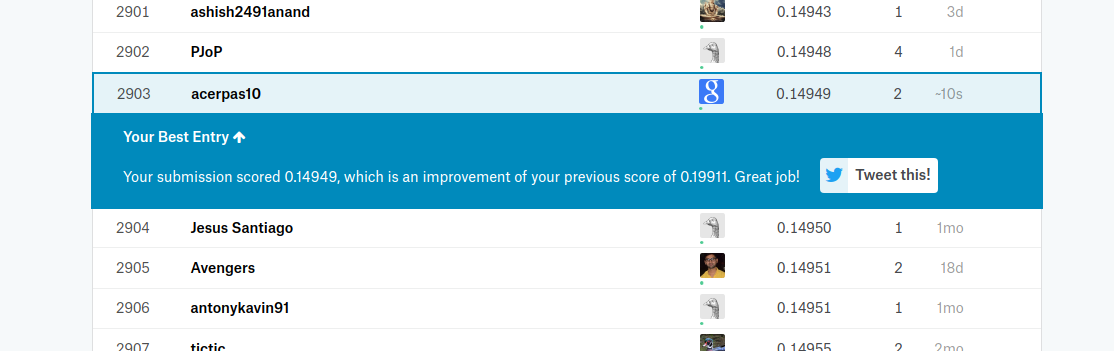 2901 ashish2491anand 0.14943 1 3d
2902 PJoP 0.14948 4 1d
2903 acerpas10 0.14949 2 ~10s
Your Best Entry ↑
Your submission scored 0.14949, which is an improvement of your previous score of 0.19911. Great job! Tweet this!
2904 Jesus Santiago 0.14950 1 1mo
2905 Avengers 0.14951 2 18d
2906 antonykavin91 0.14951 1 1mo
2907 tictic 0.14955 2 2mo